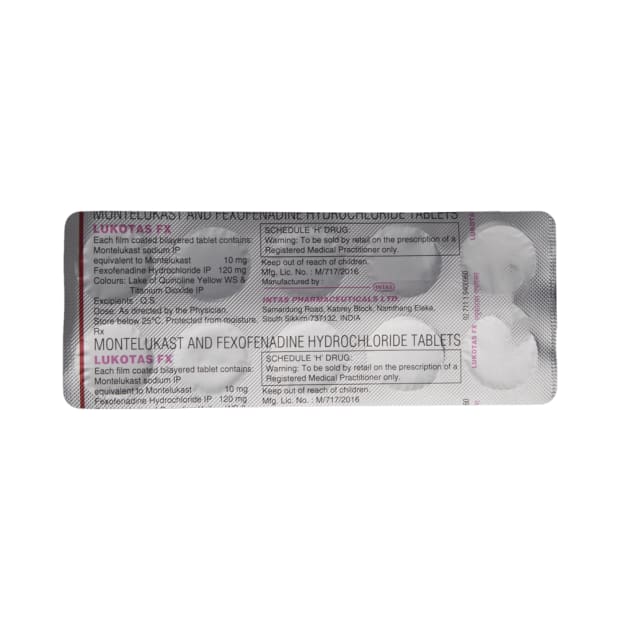 MONTELUKAST AND FEXOFENADINE HYDROCHLORIDE TABLETS
LUKOTAS FX
Each film coated bilayered tablet contains:
Montelukast sodium IP
equivalent to Montelukast 10 mg
Fexofenadine Hydrochloride IP 120 mg
Colours: Lake of Quinoline Yellow WS &
Titanium Dioxide IP
Excipients : Q.S.
Dose: As directed by the Physician.
Store below 25°C. Protected from moisture.
SCHEDULE 'H' DRUG:
Warning: To be sold by retail on the prescription of a
Registered Medical Practitioner only.
Keep out of reach of children.
Mfg. Lic. No. : M/717/2016
Manufactured by :
INTAS
INTAS PHARMACEUTICALS LTD.
Samardung Road, Kabrey Block, Namthang Elaka,
South Sikkim-737132, INDIA
Rx
MONTELUKAST AND FEXOFENADINE HYDROCHLORIDE TABLETS
LUKOTAS FX
Each film coated bilayered tablet contains:
Montelukast sodium IP
equivalent to Montelukast 10 mg
Fexofenadine Hydrochloride IP 120 mg
SCHEDULE 'H' DRUG:
Warning: To be sold by retail on the prescription of a
Registered Medical Practitioner only.
Keep out of reach of children.
Mfg. Lic. No. : M/717/2016
LUKOTAS FX